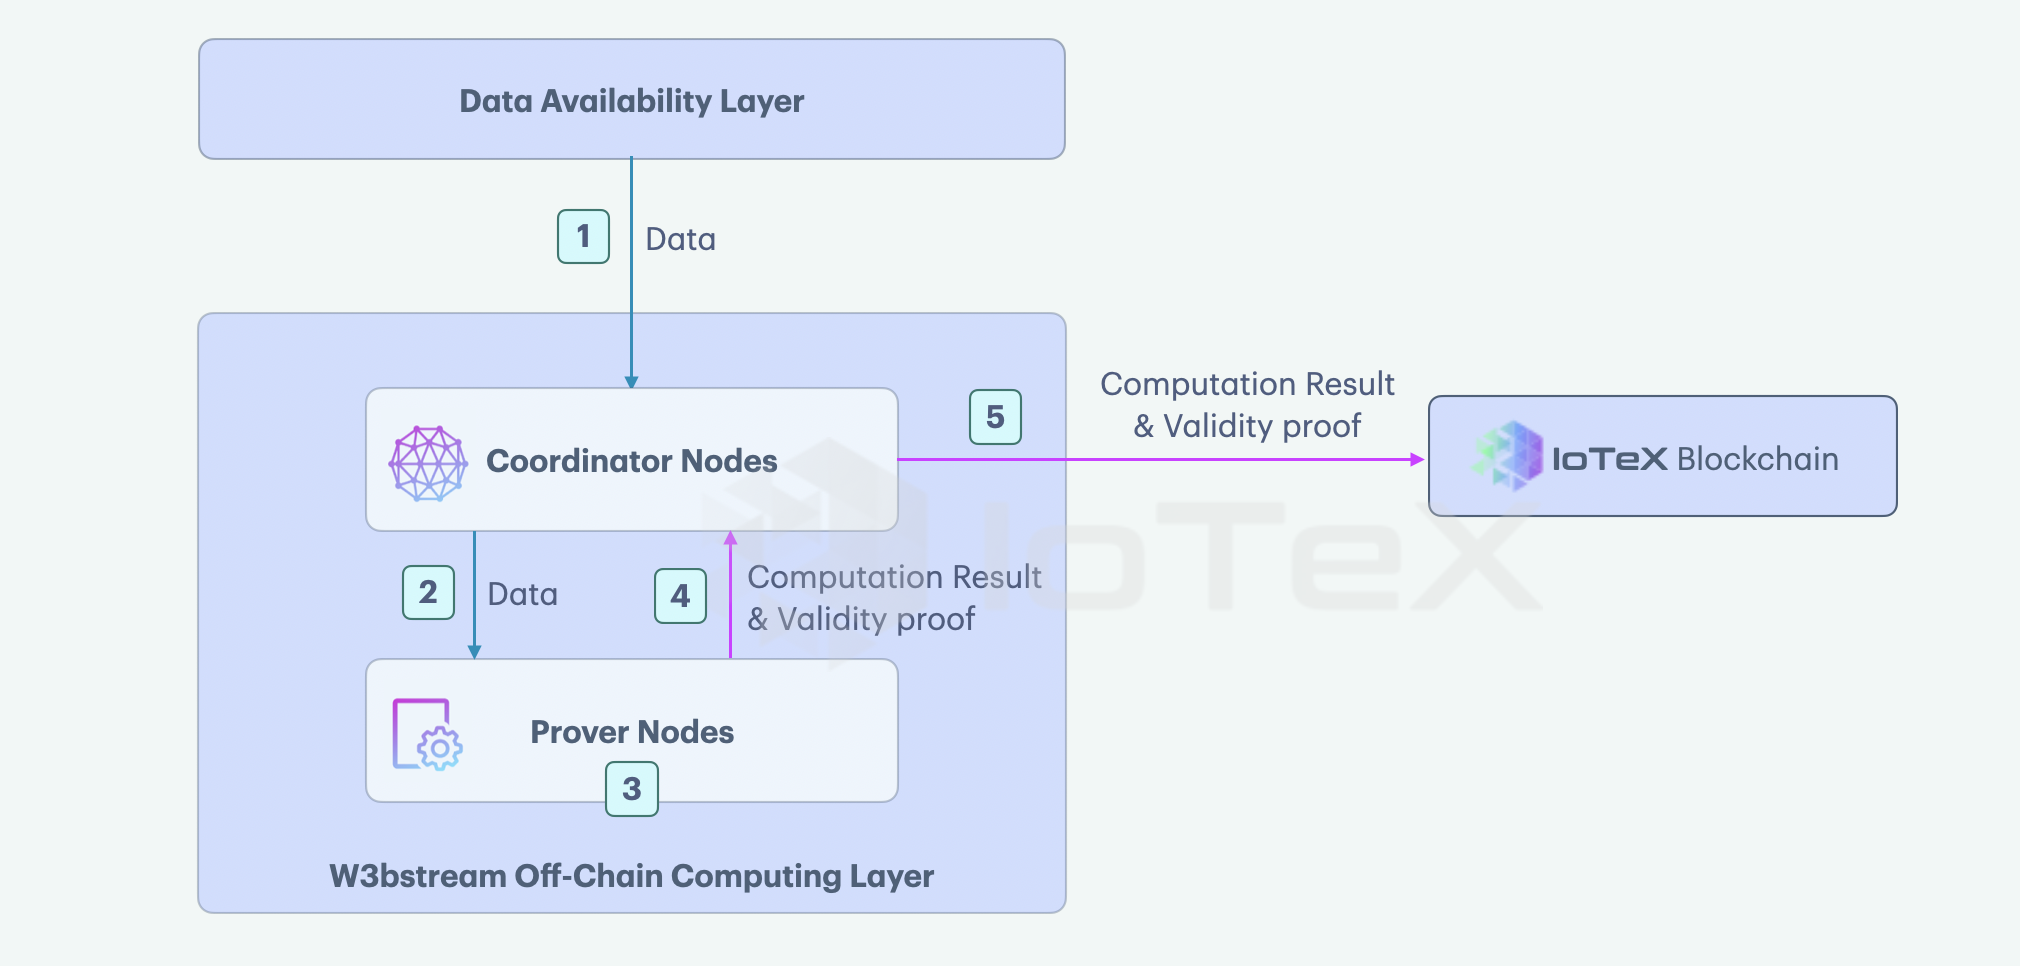 Data Availability Layer
1
Data
Coordinator Nodes
5
Computation Result
& Validity proof
IoTeX Blockchain
2
Data
4
Computation Result
& Validity proof
IoTeX
Prover Nodes
3
W3bstream Off-Chain Computing Layer